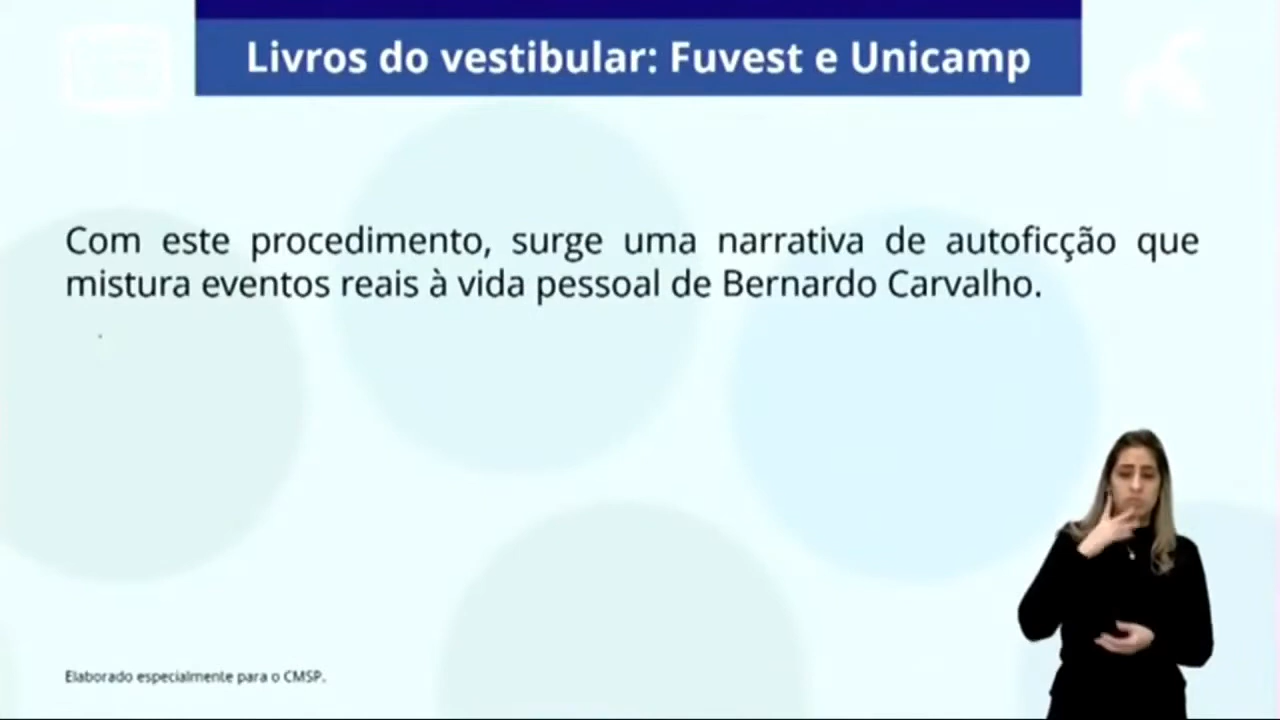 Livros do vestibular: Fuvest e Unicamp
Com este procedimento, surge uma narrativa de autoficção que
mistura eventos reais à vida pessoal de Bernardo Carvalho.
Elaborado especialmente para o CMSP.